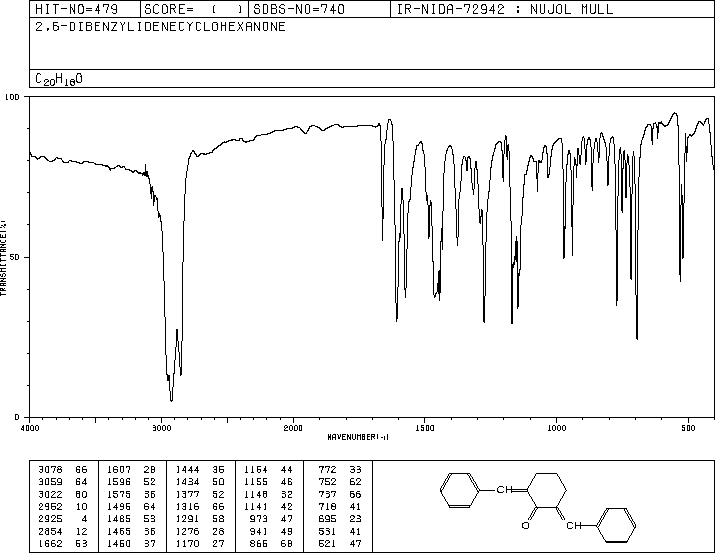 HIT-NO=479 SCORE= ( ) SDBS-NO=740 IR-NIDA-72942 : NUJOL MULL
2,6-DIBENZYLIDENECYCLOHEXANONE
C20H18O
100
TRANSMITTANCE(%)
50
0
4000 3000 2000 1500 1000 500
WAVENUMBER(-1)
3078 66 1607 28 1444 36 1164 44 772 33
3059 64 1596 52 1434 50 1155 46 752 62
3022 60 1575 36 1377 52 1148 32 737 66
2952 10 1495 64 1316 66 1141 42 718 41
2925 4 1485 53 1291 58 973 47 695 23
2854 12 1465 36 1276 28 941 49 531 41
1662 53 1460 37 1170 27 866 68 521 47
CH
O
CH